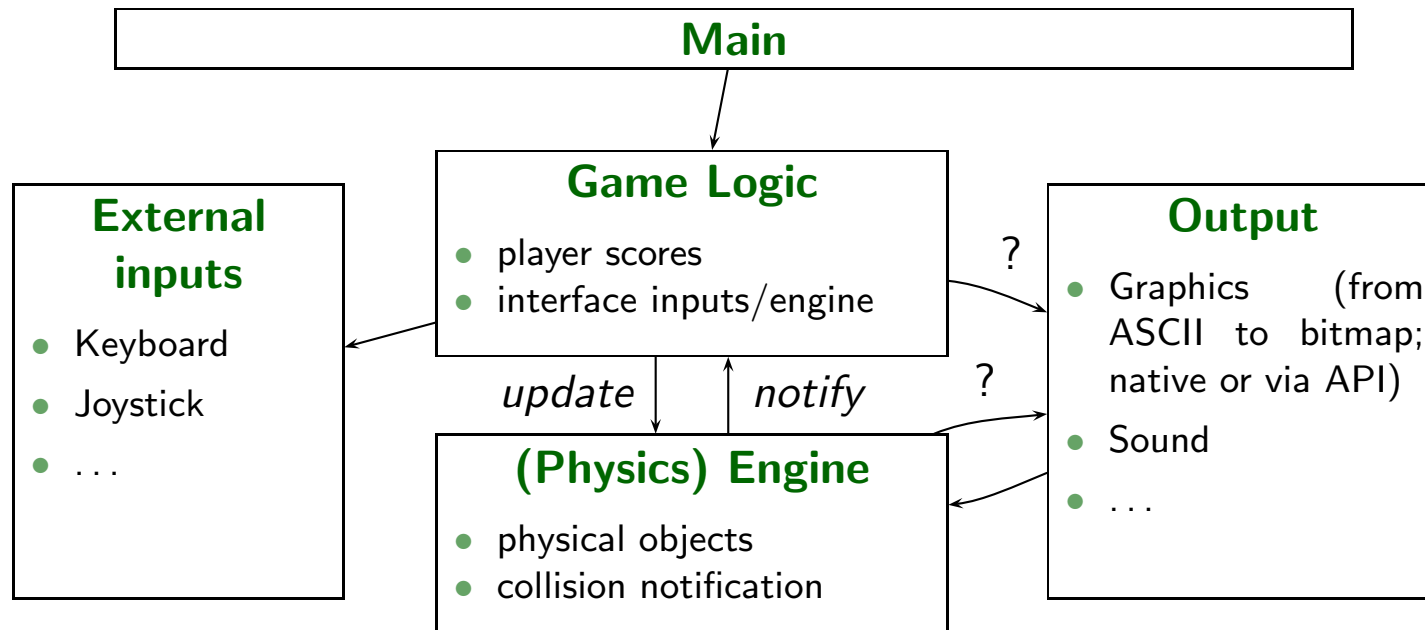 Main
Game Logic
• player scores
• interface inputs/engine
External
inputs
• Keyboard
• Joystick
• . . .
Output
• Graphics (from
ASCII to bitmap;
native or via API)
• Sound
• . . .
?
?
update
notify
(Physics) Engine
• physical objects
• collision notification